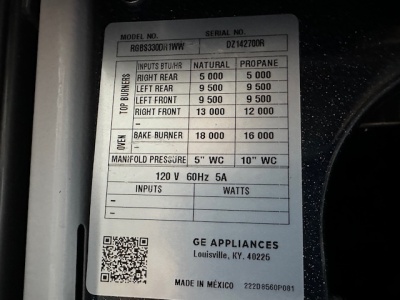 MODEL NO. SERIAL NO.
RGBS330DR1WW DZ142700R
INPUTS BTU/HR NATURAL PROPANE
TOP BURNERS
RIGHT REAR 5 000 5 000
LEFT REAR 9 500 9 500
LEFT FRONT 9 500 9 500
RIGHT FRONT 13 000 12 000
–
OVEN
BAKE BURNER 18 000 16 000
–
MANIFOLD PRESSURE 5" WC 10" WC
120 V 60Hz 5A
INPUTS WATTS
–
–
GE APPLIANCES
Louisville, KY. 40225
MADE IN MÉXICO 222D8560P001